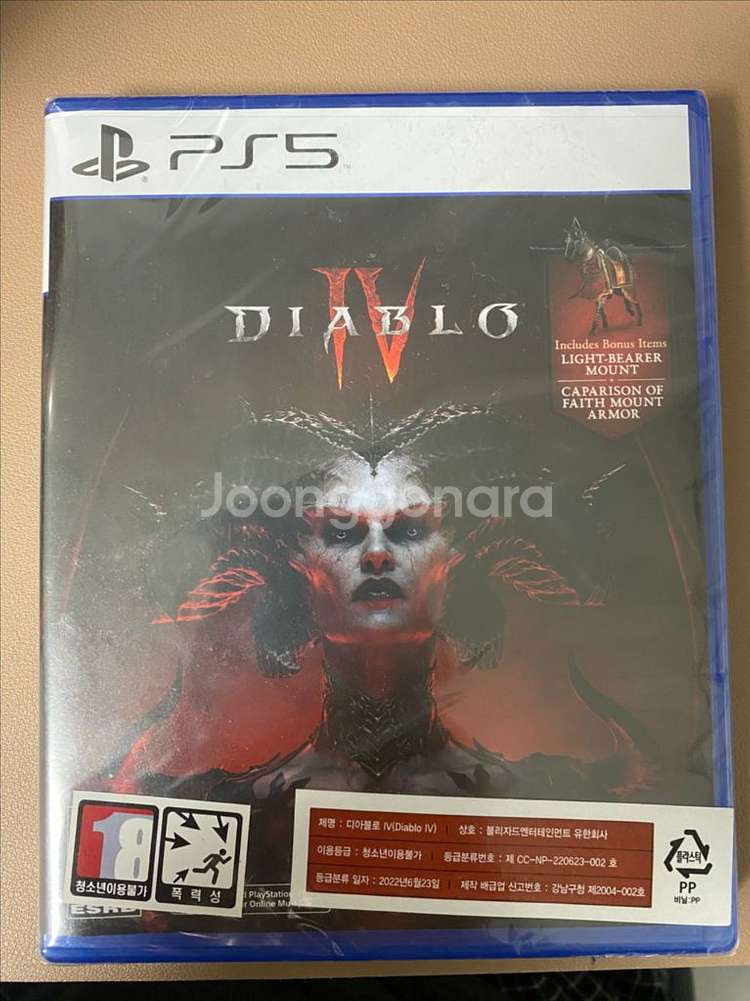 PS5
DIABLO
IV
Includes Bonus Items
LIGHT-BEARER
MOUNT
CAPARISON OF
FAITH MOUNT
ARMOR
Joonggonara
18
청소년이용불가
폭력성
제명 : 디아블로 IV(Diablo IV) | 상호 : 블리자드엔터테인먼트 유한회사
이용등급 : 청소년이용불가 | 등급분류번호 : 제 CC-NP-220623-002 호
등급분류 일자 : 2022년6월23일 | 제작 배급업 신고번호 : 강남구청 제2004-002호
플라스틱
PP
비닐:PP
PlayStation
Online
ESRB